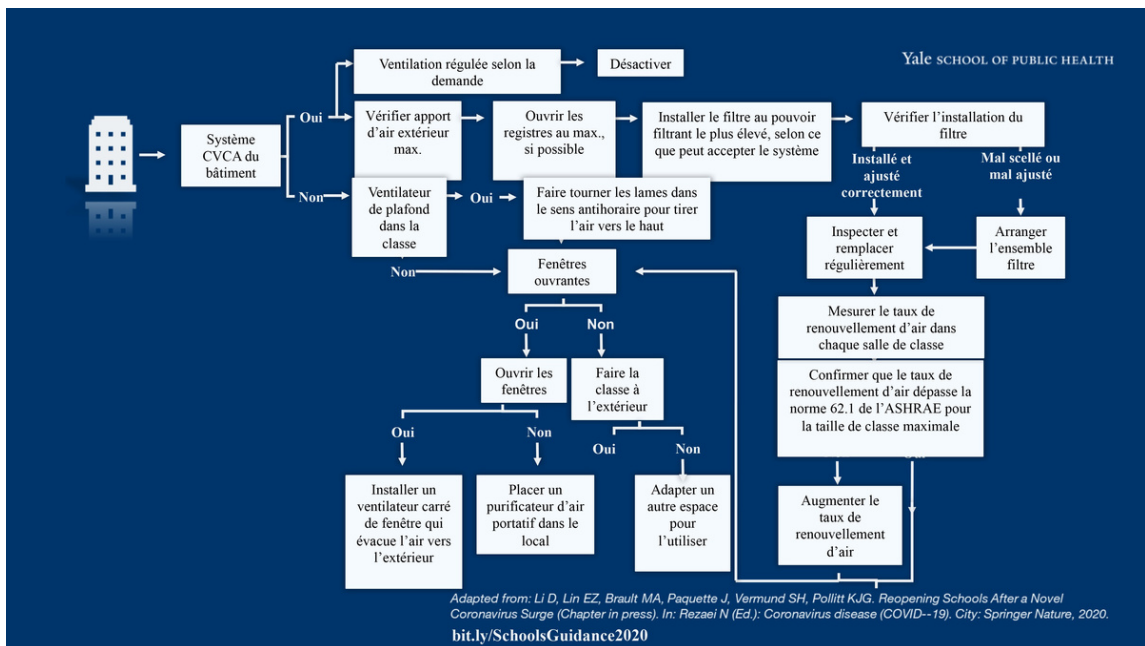 Yale SCHOOL OF PUBLIC HEALTH
Ventilation régulée selon la
demande
Désactiver
Oui
Système
CVCA du
bâtiment
Non
Vérifier apport
d'air extérieur
max.
Ouvrir les
registres au max.,
si possible
Installer le filtre au pouvoir
filtrant le plus élevé, selon ce
que peut accepter le système
Vérifier l'installation du
filtre
Installé et
ajusté
correctement
Mal scellé ou
mal ajusté
Ventilateur
de plafond
dans la
classe
Oui
Faire tourner les lames dans
le sens antihoraire pour tirer
l'air vers le haut
Inspecter et
remplacer
régulièrement
Arranger
l'ensemble
filtre
Non
Fenêtres
ouvrantes
Oui
Non
Mesurer le taux de
renouvellement d'air dans
chaque salle de classe
Ouvrir les
fenêtres
Faire la
classe à
l'extérieur
Confirmer que le taux de
renouvellement d'air dépasse la
norme 62.1 de l'ASHRAE pour
la taille de classe maximale
Oui
Non
Oui
Non
Installer un
ventilateur carré
de fenêtre qui
évacue l'air vers
l'extérieur
Placer un
purificateur d'air
portatif dans le
local
Adapter un
autre espace
pour
l'utiliser
Augmenter le
taux de
renouvellement
d'air
Adapted from: Li D, Lin EZ, Brault MA, Paquette J, Vermund SH, Pollitt KJG. Reopening Schools After a Novel
Coronavirus Surge (Chapter in press). In: Rezaei N (Ed.): Coronavirus disease (COVID--19). City: Springer Nature, 2020.
bit.ly/SchoolsGuidance2020